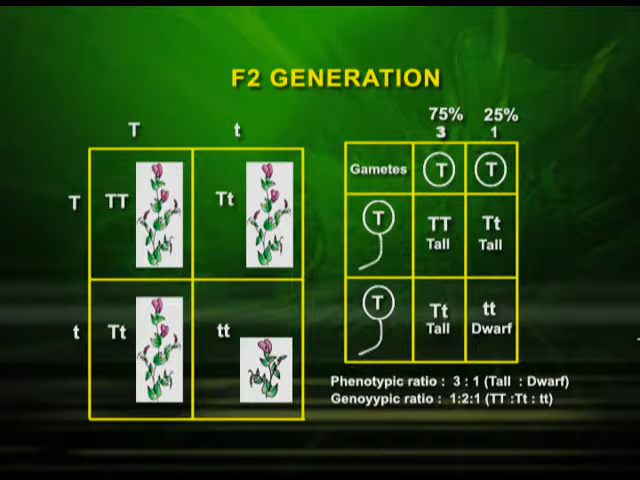 F2 GENERATION
T t
T TT Tt
t Tt tt
75% 25%
3 1
Gametes T T
T TT Tt
Tall Tall
T Tt tt
Tall Dwarf
Phenotypic ratio : 3 : 1 (Tall : Dwarf)
Genoyypic ratio : 1:2:1 (TT :Tt : tt)